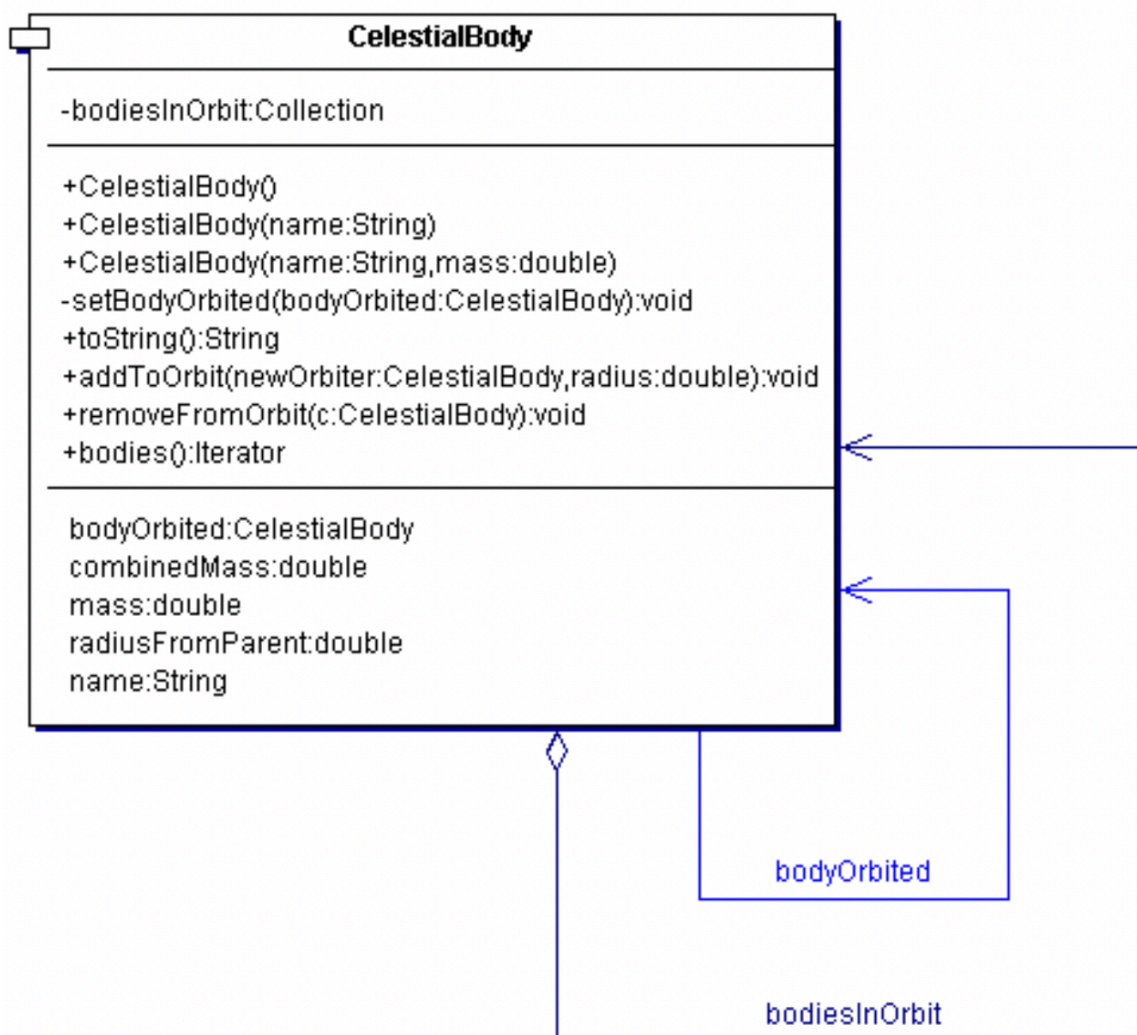 CelestialBody
-bodiesInOrbit:Collection
+CelestialBody()
+CelestialBody(name:String)
+CelestialBody(name:String,mass:double)
-setBodyOrbited(bodyOrbited:CelestialBody):void
+toString():String
+addToOrbit(newOrbiter:CelestialBody,radius:double):void
+removeFromOrbit(c:CelestialBody):void
+bodies():Iterator
bodyOrbited:CelestialBody
combinedMass:double
mass:double
radiusFromParent:double
name:String
bodyOrbited
bodiesInOrbit